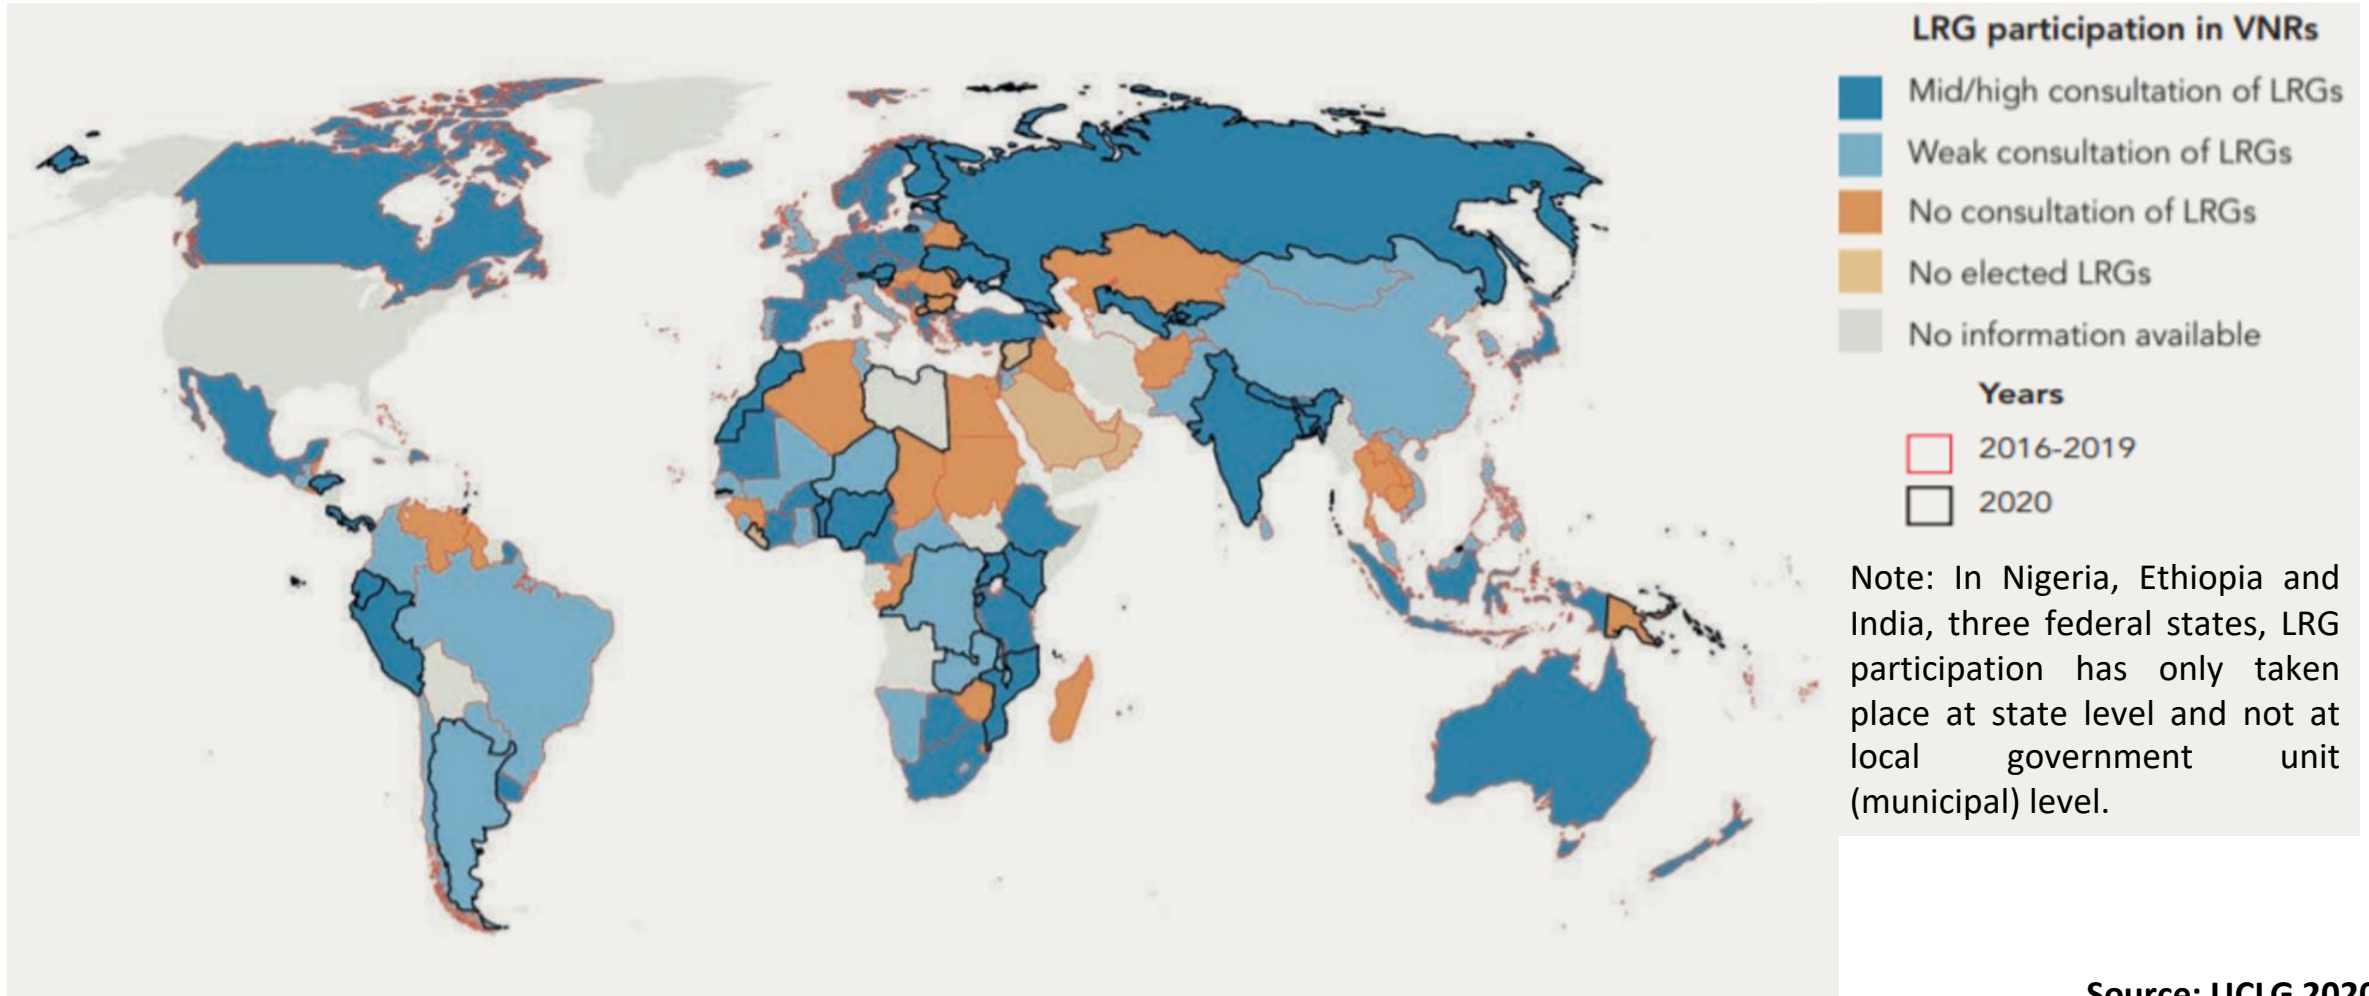 LRG participation in VNRs
Mid/high consultation of LRGs
Weak consultation of LRGs
No consultation of LRGs
No elected LRGs
No information available
Years
2016-2019
2020
Note: In Nigeria, Ethiopia and
India, three federal states, LRG
participation has only taken
place at state level and not at
local government unit
(municipal) level.
Source: UCLG 2020